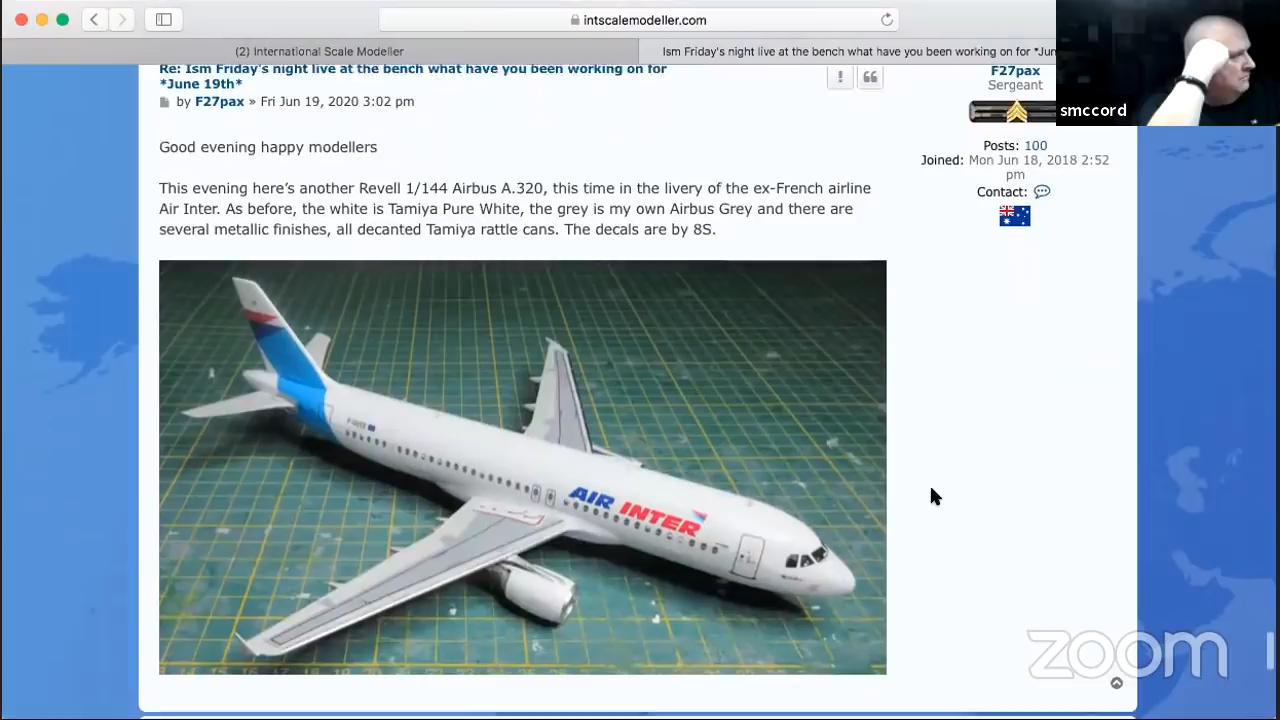 intscalemodeller.com
(2) International Scale Modeller
Ism Friday's night live at the bench what have you been working on for *Jun
smccord
Re: Ism Friday's night live at the bench what have you been working on for
*June 19th*
by F27pax » Fri Jun 19, 2020 3:02 pm
Good evening happy modellers
This evening here’s another Revell 1/144 Airbus A.320, this time in the livery of the ex-French airline
Air Inter. As before, the white is Tamiya Pure White, the grey is my own Airbus Grey and there are
several metallic finishes, all decanted Tamiya rattle cans. The decals are by 8S.
F27pax
Sergeant
Posts: 100
Joined: Mon Jun 18, 2018 2:52
pm
Contact:
AIR INTER
zoom